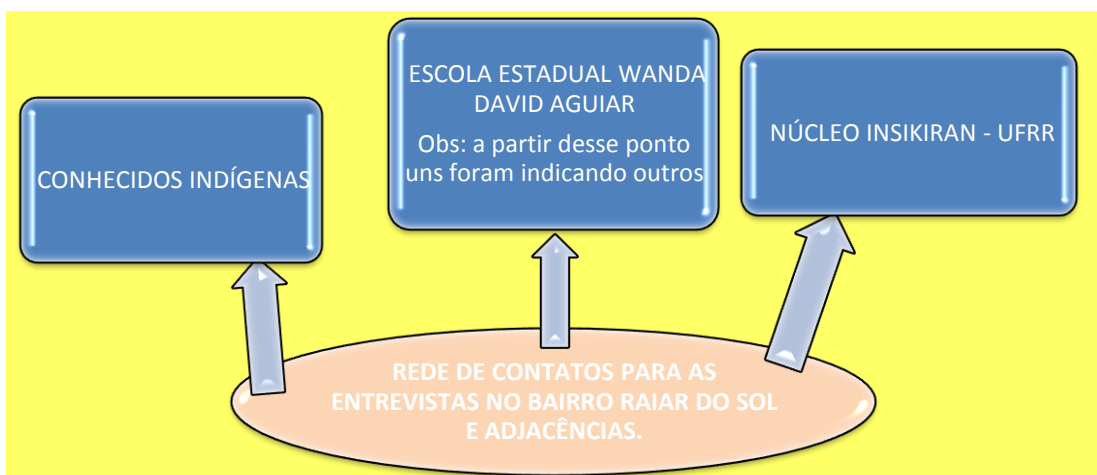 CONHECIDOS INDÍGENAS
ESCOLA ESTADUAL WANDA
DAVID AGUIAR
Obs: a partir desse ponto
uns foram indicando outros
NÚCLEO INSIKIRAN - UFRR
REDE DE CONTATOS PARA AS
ENTREVISTAS NO BAIRRO RAIAR DO SOL
E ADJACÊNCIAS.